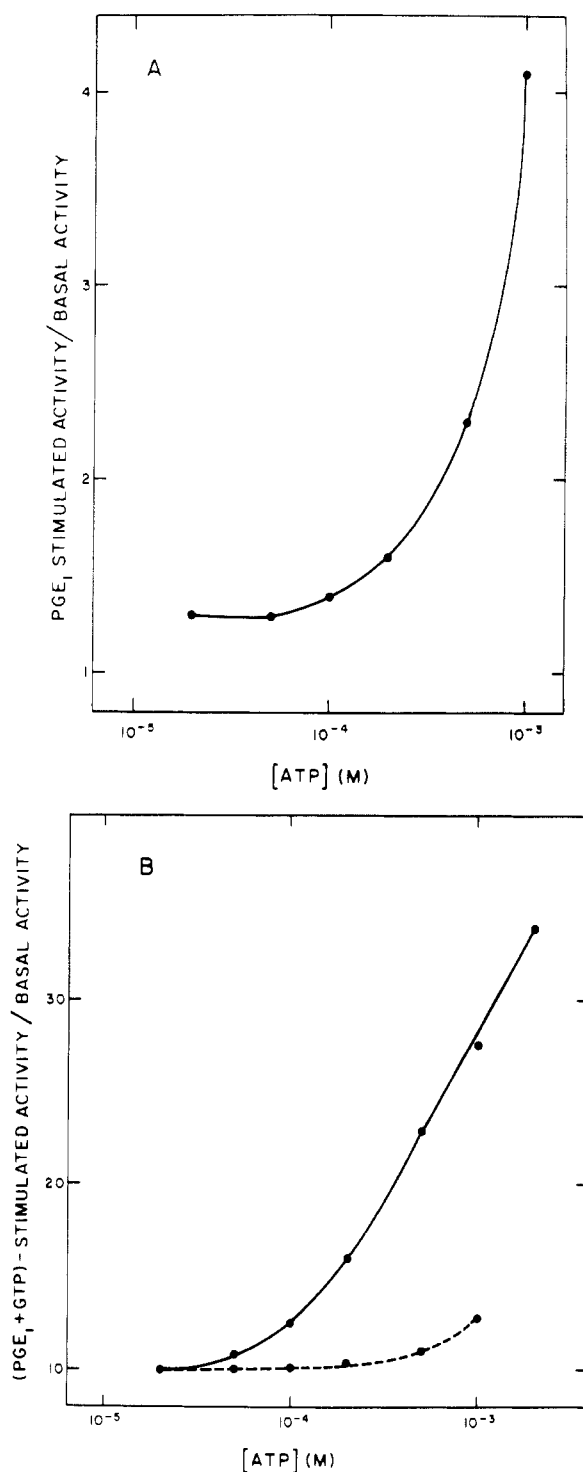 A
4
3
2
1
PGE₁ STIMULATED ACTIVITY/BASAL ACTIVITY
10⁻⁵
10⁻⁴
10⁻³
[ATP] (M)
B
30
20
10
(PGE₁+GTP)-STIMULATED ACTIVITY/BASAL ACTIVITY
10⁻⁵
10⁻⁴
10⁻³
[ATP] (M)